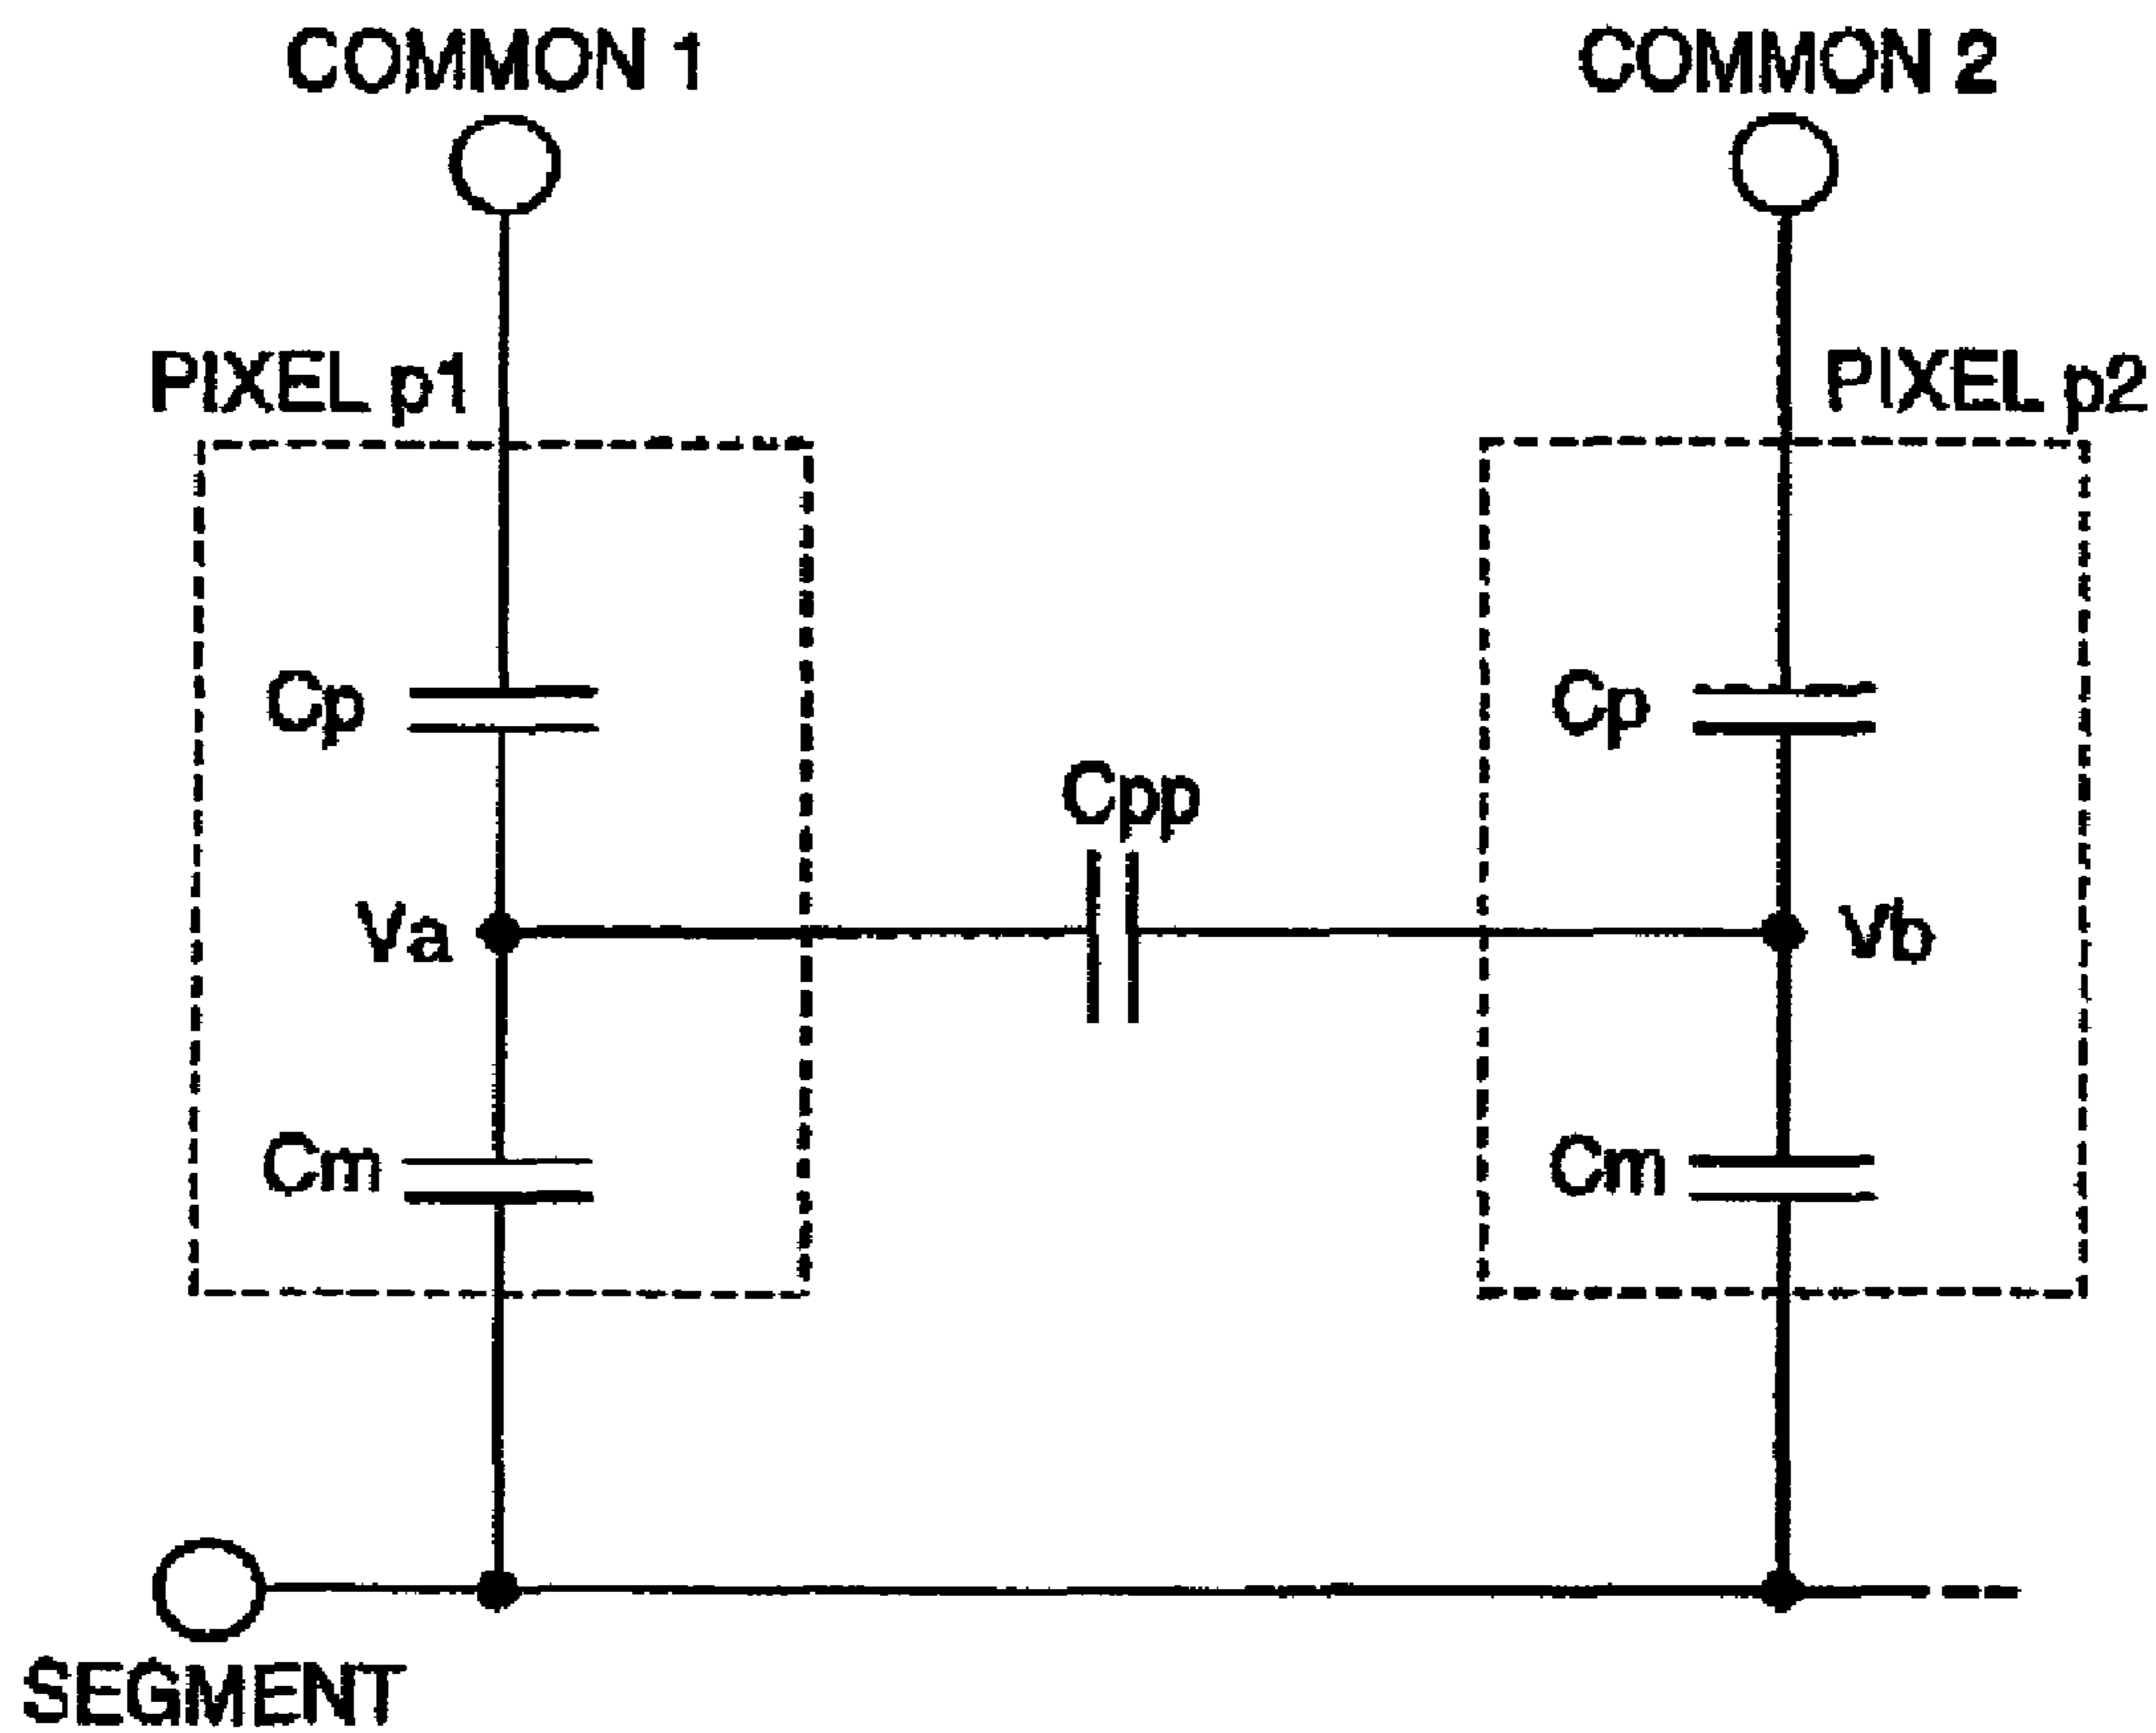 COMMON 1
COMMON 2
PIXEL p1
PIXEL p2
Cp
Cp
Cpp
Va
Vb
Cm
Cm
SEGMENT